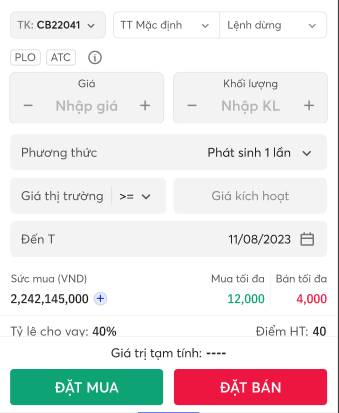 TK: CB22041 TT Mặc định Lệnh dừng
PLO ATC
Giá Khối lượng
− Nhập giá + − Nhập KL +
Phương thức Phát sinh 1 lần
Giá thị trường >= Giá kích hoạt
Đến T 11/08/2023
Sức mua (VND) Mua tối đa Bán tối đa
2,242,145,000 12,000 4,000
Tỷ lệ cho vay: 40% Điểm HT: 40
Giá trị tạm tính: ----
ĐẶT MUA ĐẶT BÁN